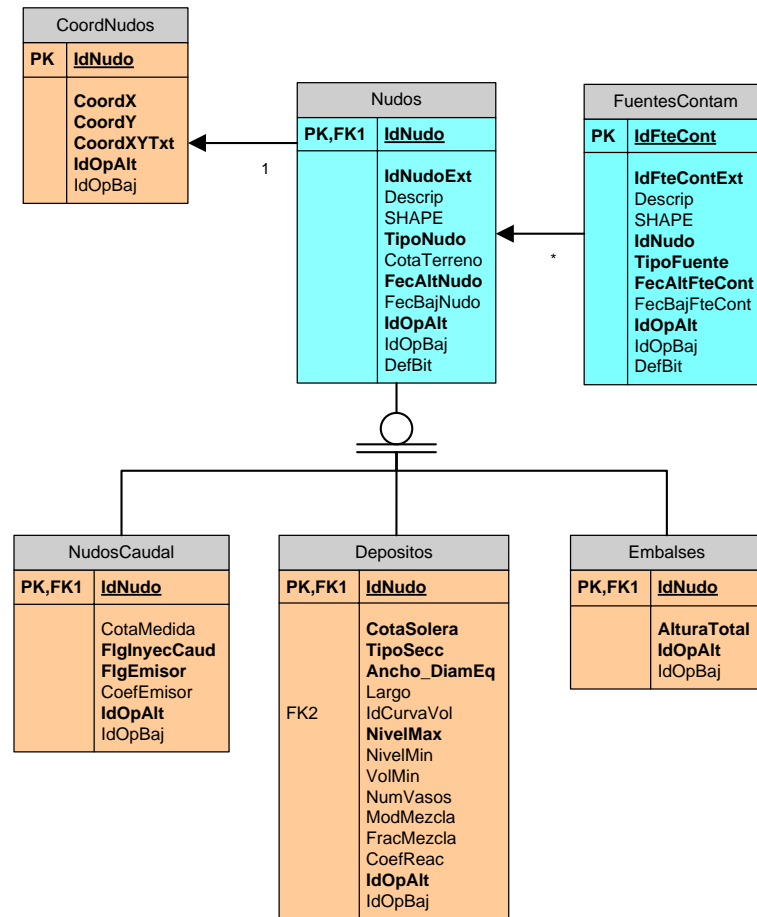 CoordNudos
PK IdNudo
CoordX
CoordY
CoordXYTxt
IdOpAlt
IdOpBaj
1
Nudos
PK,FK1 IdNudo
IdNudoExt
Descrip
SHAPE
TipoNudo
CotaTerreno
FecAltNudo
FecBajNudo
IdOpAlt
IdOpBaj
DefBit
*
FuentesContam
PK IdFteCont
IdFteContExt
Descrip
SHAPE
IdNudo
TipoFuente
FecAltFteCont
FecBajFteCont
IdOpAlt
IdOpBaj
DefBit
NudosCaudal
PK,FK1 IdNudo
CotaMedida
FlgInyecCaud
FlgEmisor
CoefEmisor
IdOpAlt
IdOpBaj
Depositos
PK,FK1 IdNudo
CotaSolera
TipoSecc
Ancho_DiamEq
Largo
FK2 IdCurvaVol
NivelMax
NivelMin
VolMin
NumVasos
ModMezcla
FracMezcla
CoefReac
IdOpAlt
IdOpBaj
Embalses
PK,FK1 IdNudo
AlturaTotal
IdOpAlt
IdOpBaj